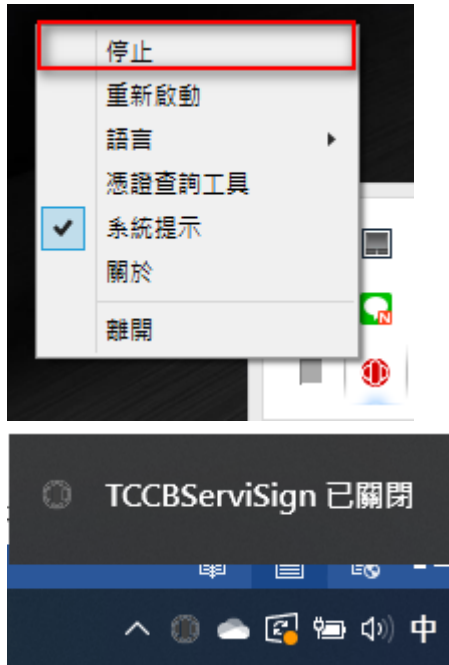 停止
重新啟動
語言
憑證查詢工具
系統提示
關於
離開
N
TCCBServiSign 已關閉
中